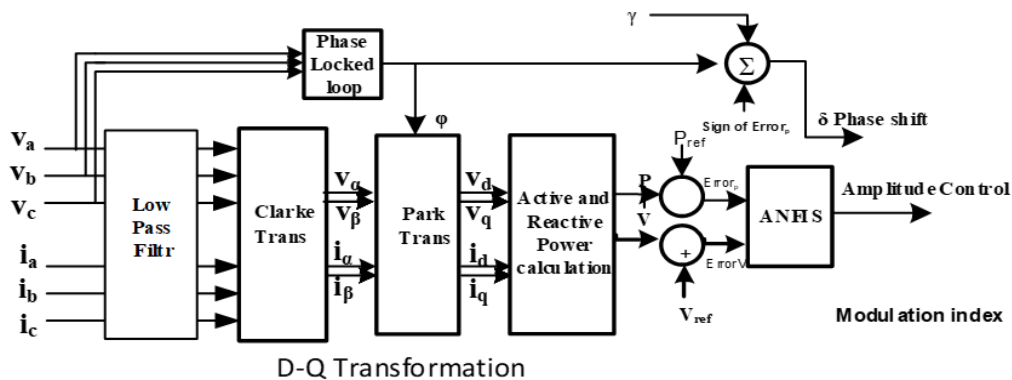 Phase
Locked
loop
γ
Σ
Sign of Error_p
δ Phase shift
φ
v_a
v_b
v_c
i_a
i_b
i_c
Low
Pass
Filtr
Clarke
Trans
v_α
v_β
i_α
i_β
Park
Trans
v_d
v_q
i_d
i_q
Active and
Reactive
Power
calculation
P
V
P_ref
Error_p
+
Error V
V_ref
ANFIS
Amplitude Control
Modulation index
D-Q Transformation